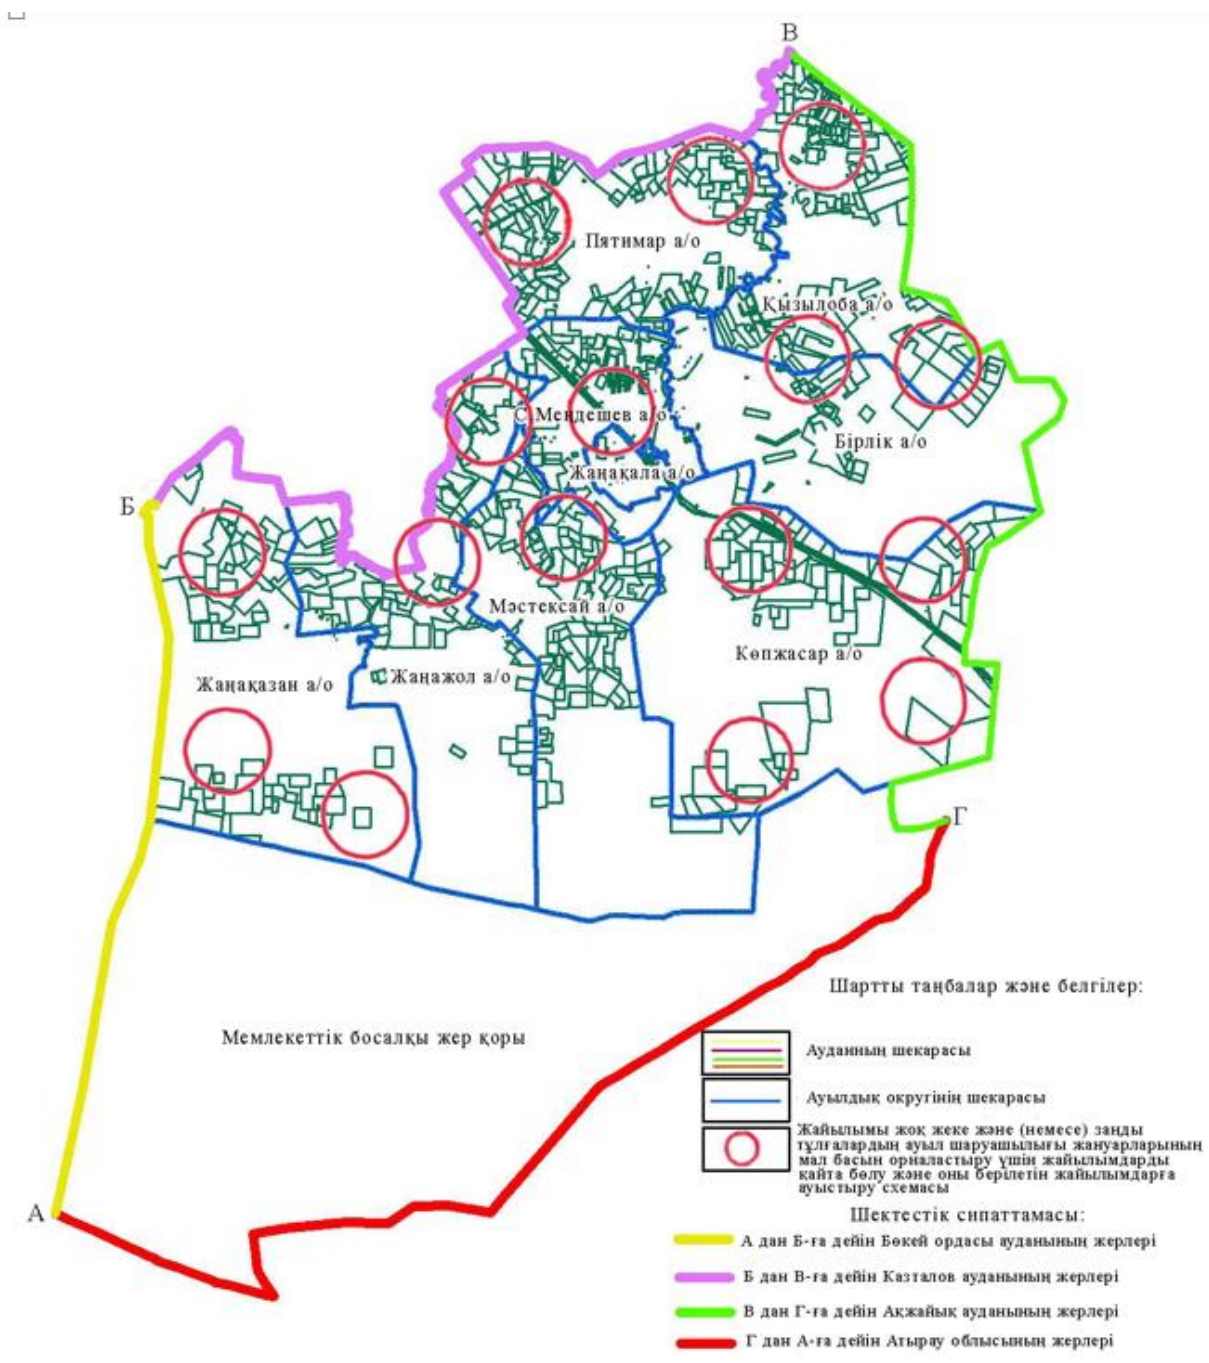 В
Пятимар а/о
Қызылоба а/о
С.Меңдешев а/о
Бірлік а/о
Жаңақала а/о
Б
Мәстексай а/о
Көпжасар а/о
Жаңақазан а/о
Жаңажол а/о
Г
Шартты таңбалар және белгілер:
Мемлекеттік босалқы жер қоры
Ауданның шекарасы
Ауылдық округінің шекарасы
Жайылымы жоқ жеке және (немесе) заңды
тұлғалардың ауыл шаруашылығы жануарларының
мал басын орналастыру үшін жайылымдарды
қайта бөлу және оны берілетін жайылымдарға
ауыстыру схемасы
А
Шектестік сипаттамасы:
А дан Б-ға дейін Бөкей ордасы ауданының жерлері
Б дан В-ға дейін Казталов ауданының жерлері
В дан Г-ға дейін Ақжайық ауданының жерлері
Г дан А-ға дейін Атырау облысының жерлері